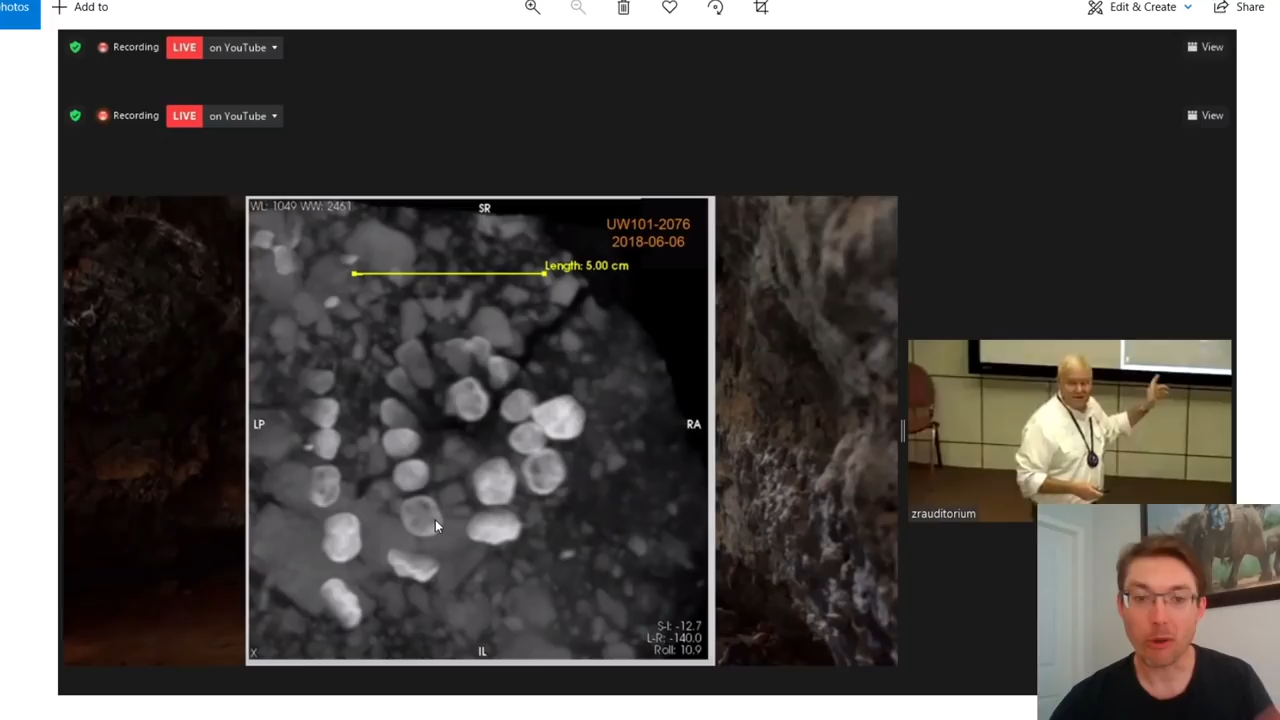 photos
Add to
Edit & Create
Share
Recording
LIVE
on YouTube
View
Recording
LIVE
on YouTube
View
WL: 1049 WW: 2461
SR
UW101-2076
2018-06-06
Length: 5.00 cm
LP
RA
zrauditorium
S-I: -12.7
L-R: -140.0
Roll: 10.9
X
IL